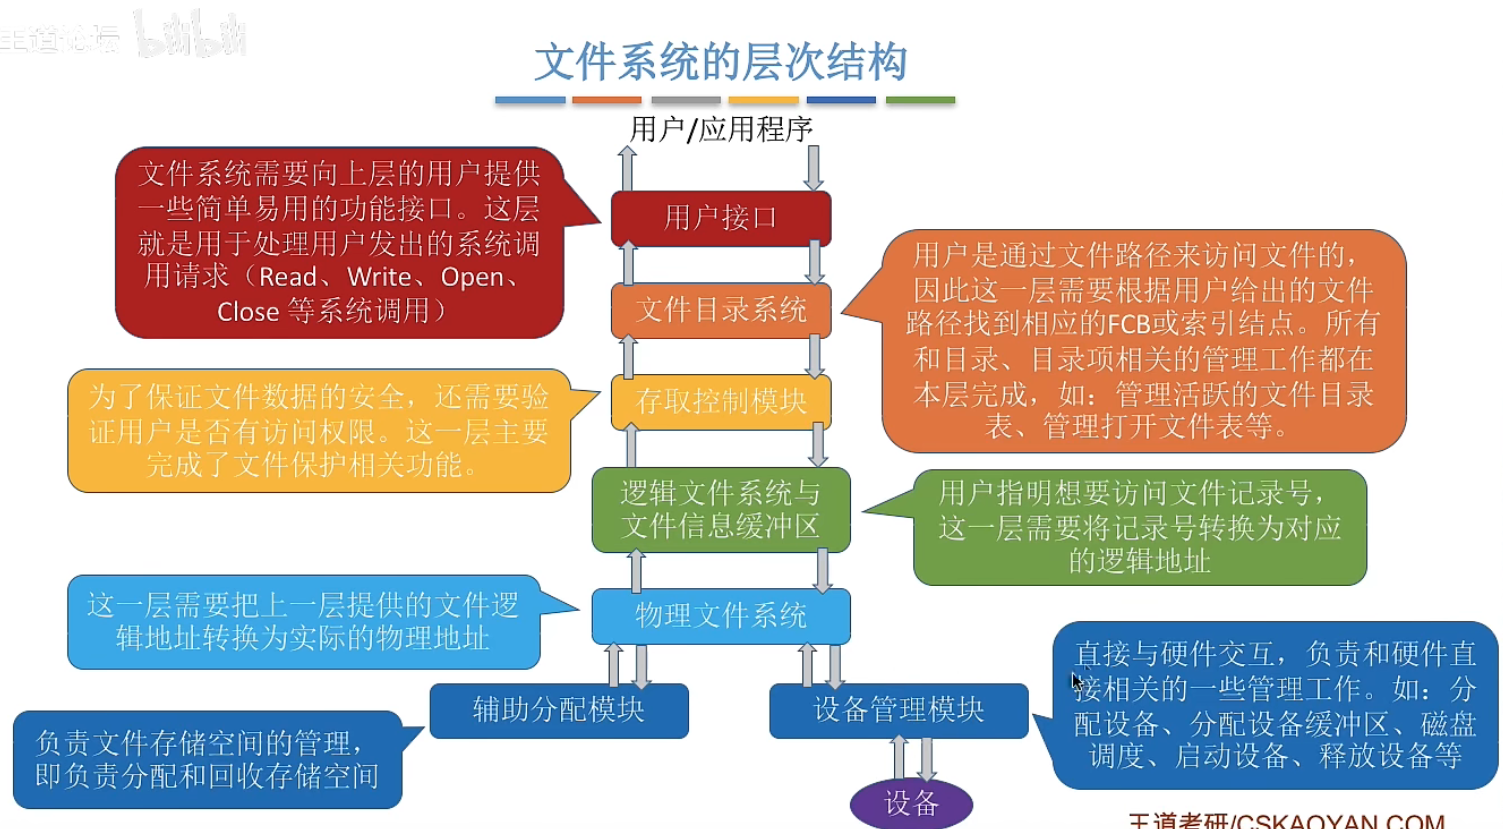 王道论坛 bilibili
文件系统的层次结构
用户/应用程序
文件系统需要向上层的用户提供
一些简单易用的功能接口。这层
就是用于处理用户发出的系统调
用请求（Read、Write、Open、
Close 等系统调用）
用户接口
用户是通过文件路径来访问文件的，
因此这一层需要根据用户给出的文件
路径找到相应的FCB或索引结点。所有
和目录、目录项相关的管理工作都在
本层完成，如：管理活跃的文件目录
表、管理打开文件表等。
文件目录系统
为了保证文件数据的安全，还需要验
证用户是否有访问权限。这一层主要
完成了文件保护相关功能。
存取控制模块
逻辑文件系统与
文件信息缓冲区
用户指明想要访问文件记录号，
这一层需要将记录号转换为对应
的逻辑地址
这一层需要把上一层提供的文件逻
辑地址转换为实际的物理地址
物理文件系统
直接与硬件交互，负责和硬件直
接相关的一些管理工作。如：分
配设备、分配设备缓冲区、磁盘
调度、启动设备、释放设备等
辅助分配模块
设备管理模块
负责文件存储空间的管理，
即负责分配和回收存储空间
设备
王道考研/CSKAOYAN.COM